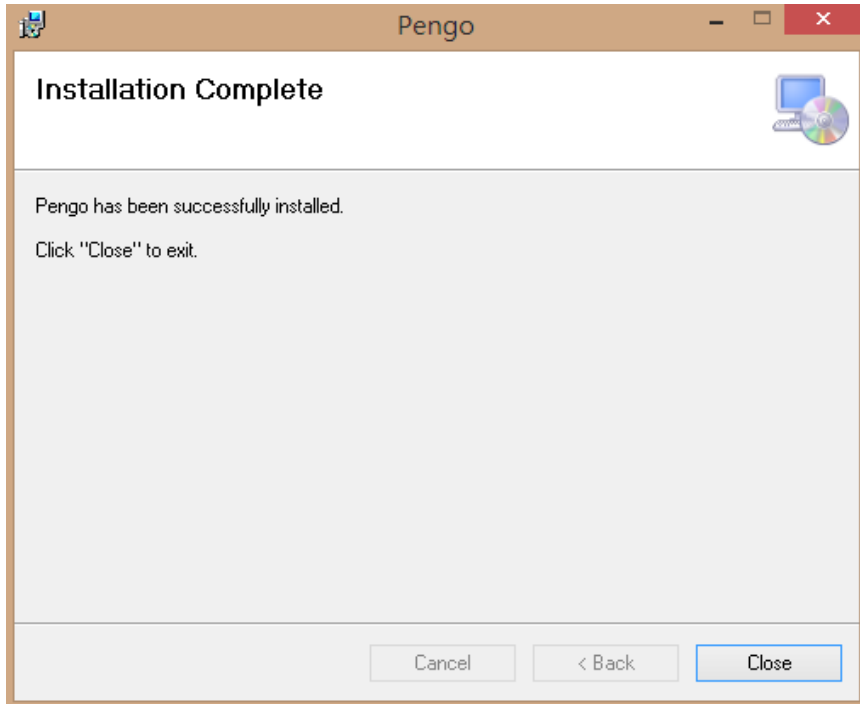 Pengo
Installation Complete
Pengo has been successfully installed.
Click "Close" to exit.
Cancel
< Back
Close